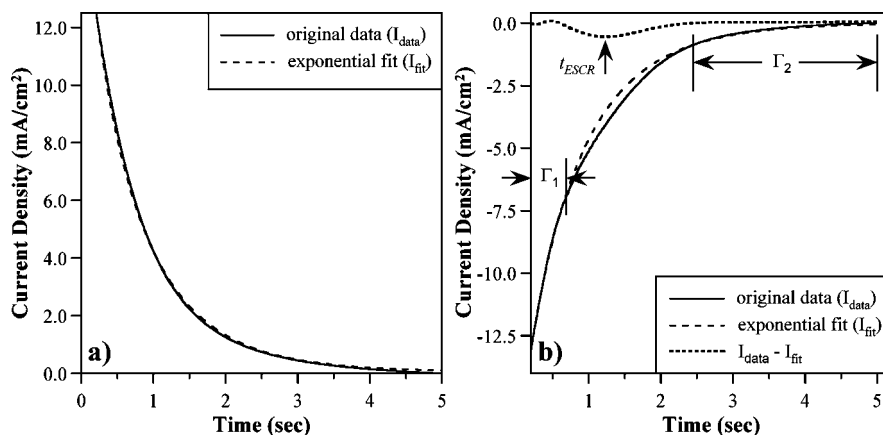 12.0
10.0
8.0
6.0
4.0
2.0
0.0
Current Density (mA/cm²)
original data (I_data)
exponential fit (I_fit)
a)
1
2
3
4
5
Time (sec)
0.0
-2.5
-5.0
-7.5
-10.0
-12.5
Current Density (mA/cm²)
t_ESCR
Γ₂
Γ₁
original data (I_data)
exponential fit (I_fit)
I_data - I_fit
b)
1
2
3
4
5
Time (sec)